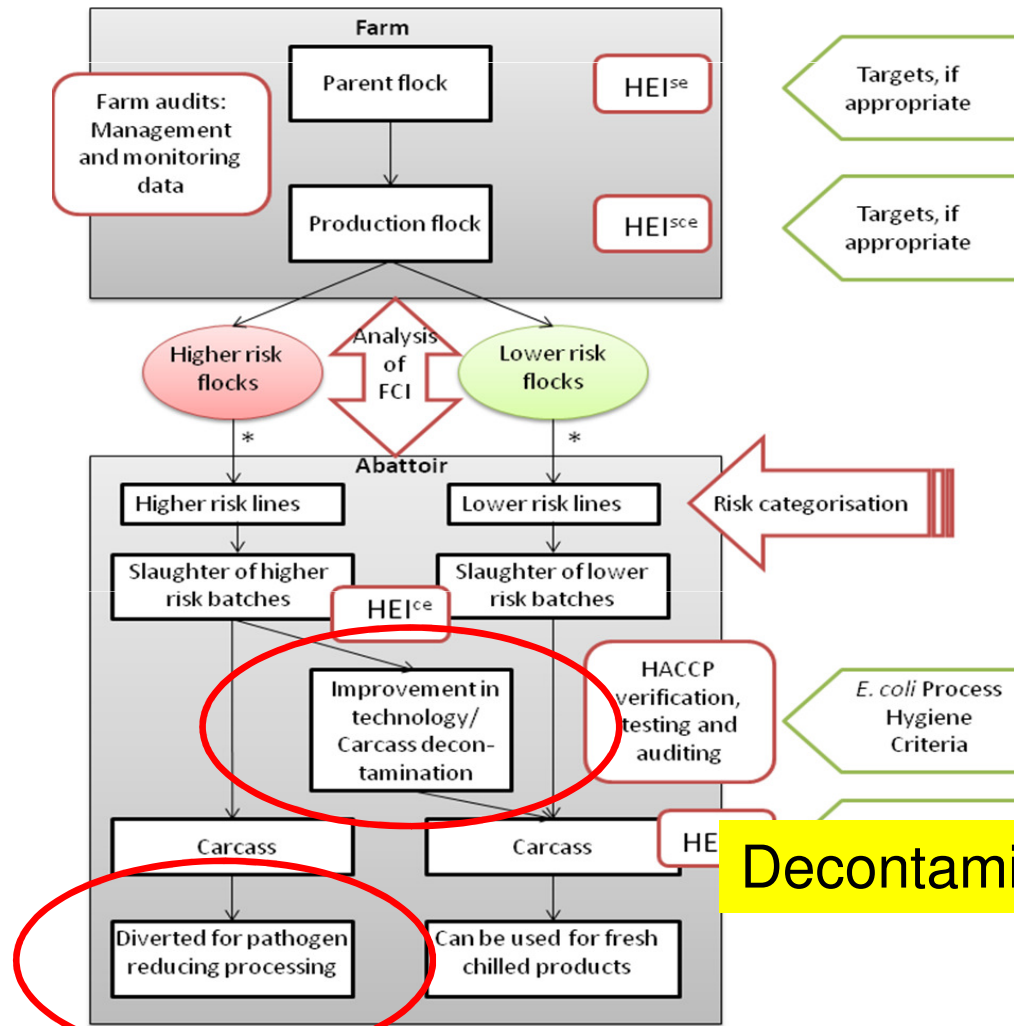 Farm
Parent flock
HEIse
Farm audits:
Management
and monitoring
data
Targets, if
appropriate
Production flock
HEIsce
Targets, if
appropriate
Higher risk
flocks
Analysis
of
FCI
Lower risk
flocks
*
*
Abattoir
Higher risk lines
Lower risk lines
Risk categorisation
Slaughter of higher
risk batches
Slaughter of lower
risk batches
HEIce
Improvement in
technology/
Carcass decon-
tamination
HACCP
verification,
testing and
auditing
E. coli Process
Hygiene
Criteria
Carcass
Carcass
HE
Decontami
Diverted for pathogen
reducing processing
Can be used for fresh
chilled products